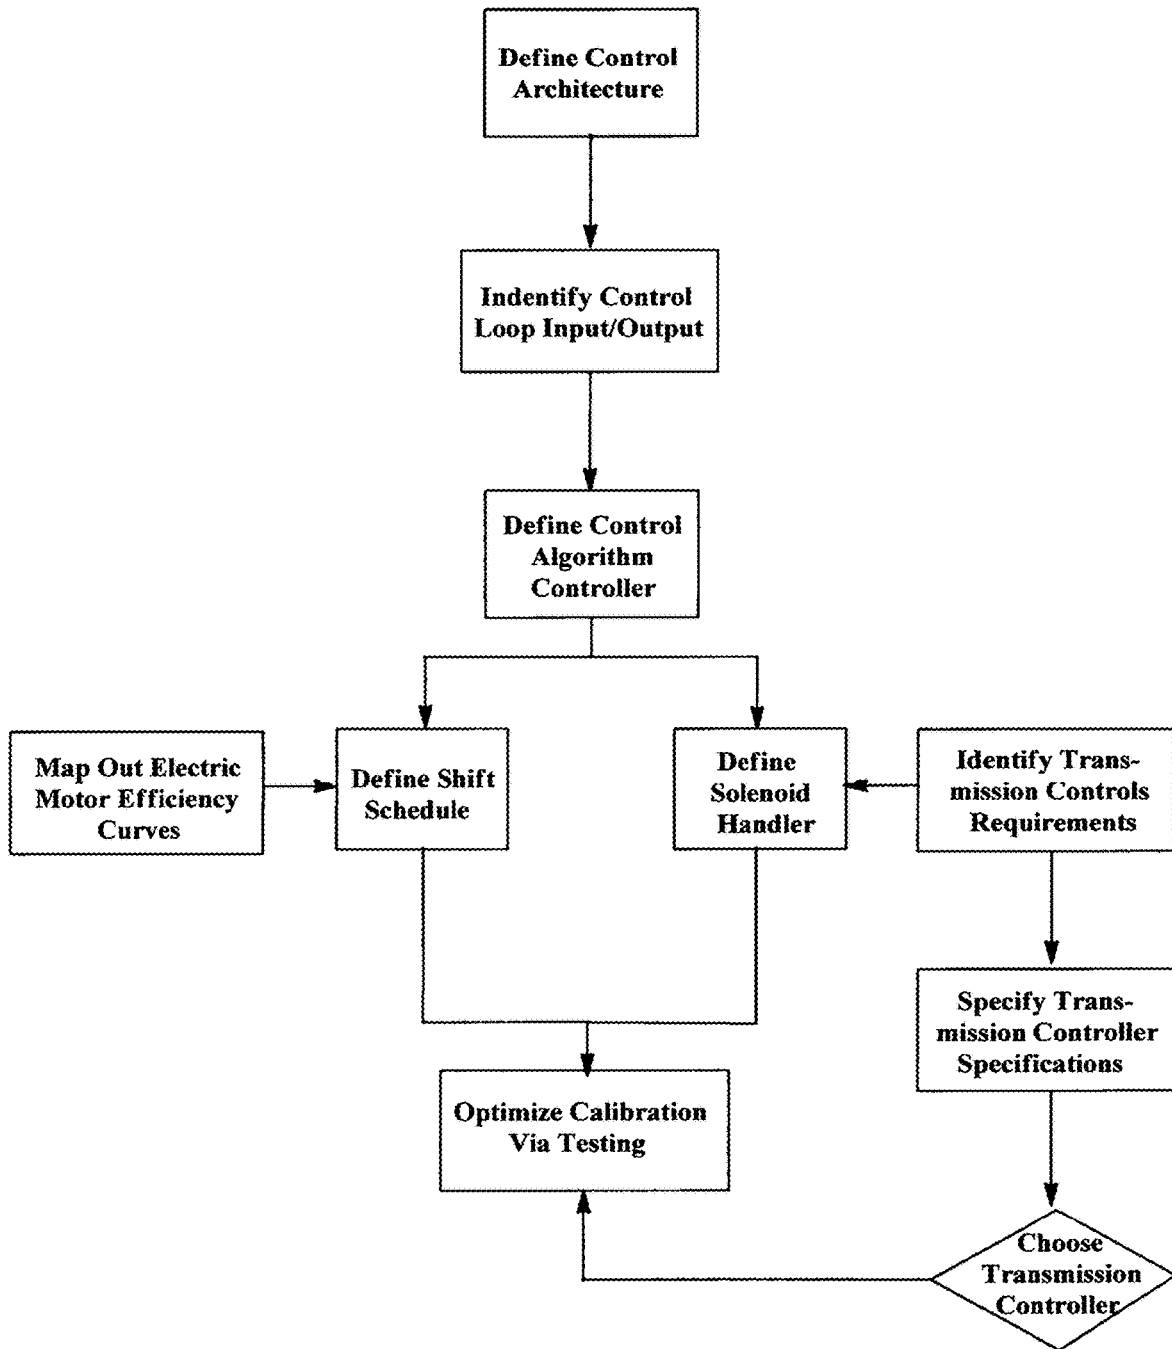 Define Control
Architecture
Indentify Control
Loop Input/Output
Define Control
Algorithm
Controller
Map Out Electric
Motor Efficiency
Curves
Define Shift
Schedule
Define
Solenoid
Handler
Identify Trans-
mission Controls
Requirements
Specify Trans-
mission Controller
Specifications
Optimize Calibration
Via Testing
Choose
Transmission
Controller